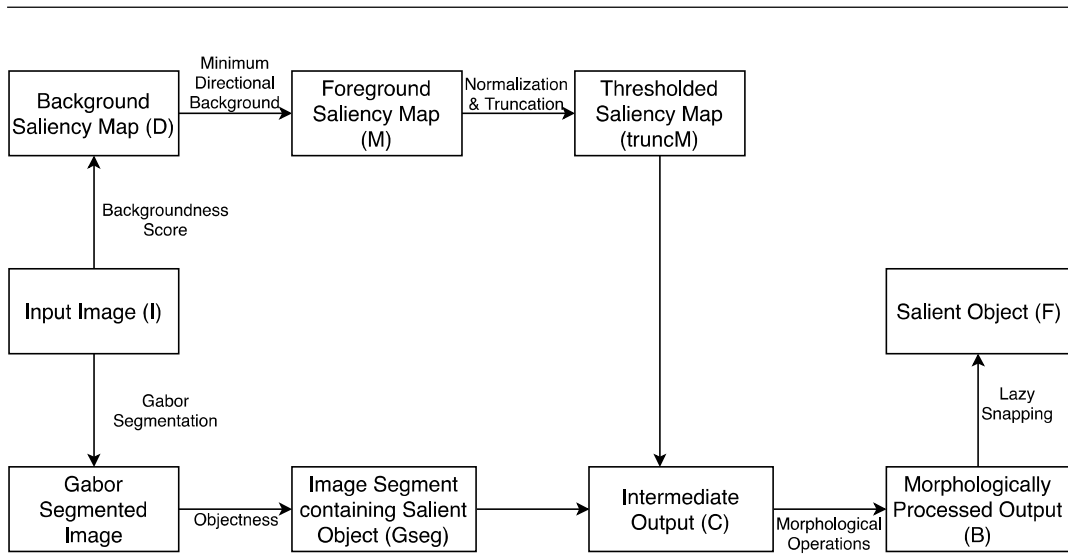 Background
Saliency Map (D)
Minimum
Directional
Background
Foreground
Saliency Map
(M)
Normalization
& Truncation
Thresholded
Saliency Map
(truncM)
Backgroundness
Score
Input Image (I)
Salient Object (F)
Gabor
Segmentation
Lazy
Snapping
Gabor
Segmented
Image
Objectness
Image Segment
containing Salient
Object (Gseg)
Intermediate
Output (C)
Morphological
Operations
Morphologically
Processed Output
(B)